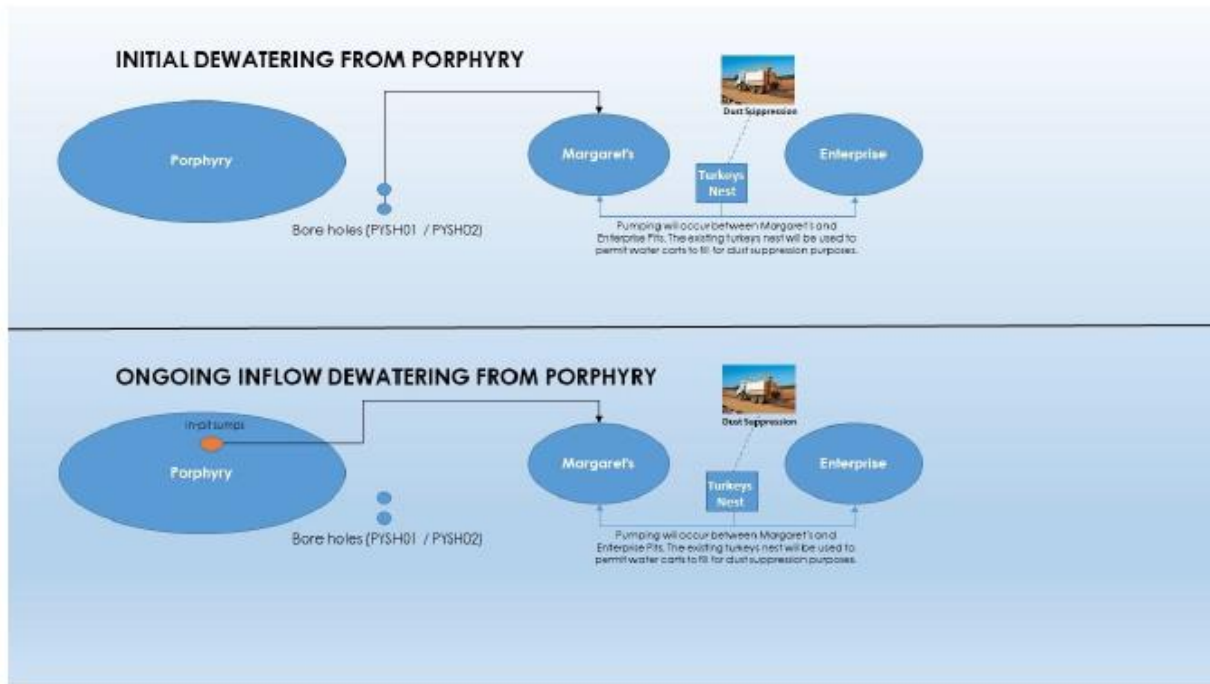 INITIAL DEWATERING FROM PORPHYRY
Dust Suppression
Porphyry
Margaret's
Enterprise
Turkeys
Nest
Bore holes (PYSH01 / PYSH02)
Pumping will occur between Margaret's and
Enterprise Pits. The existing turkeys nest will be used to
permit water carts to fill for dust suppression purposes.
ONGOING INFLOW DEWATERING FROM PORPHYRY
Dust Suppression
in-pit sumps
Porphyry
Margaret's
Enterprise
Turkeys
Nest
Bore holes (PYSH01 / PYSH02)
Pumping will occur between Margaret's and
Enterprise Pits. The existing turkeys nest will be used to
permit water carts to fill for dust suppression purposes.